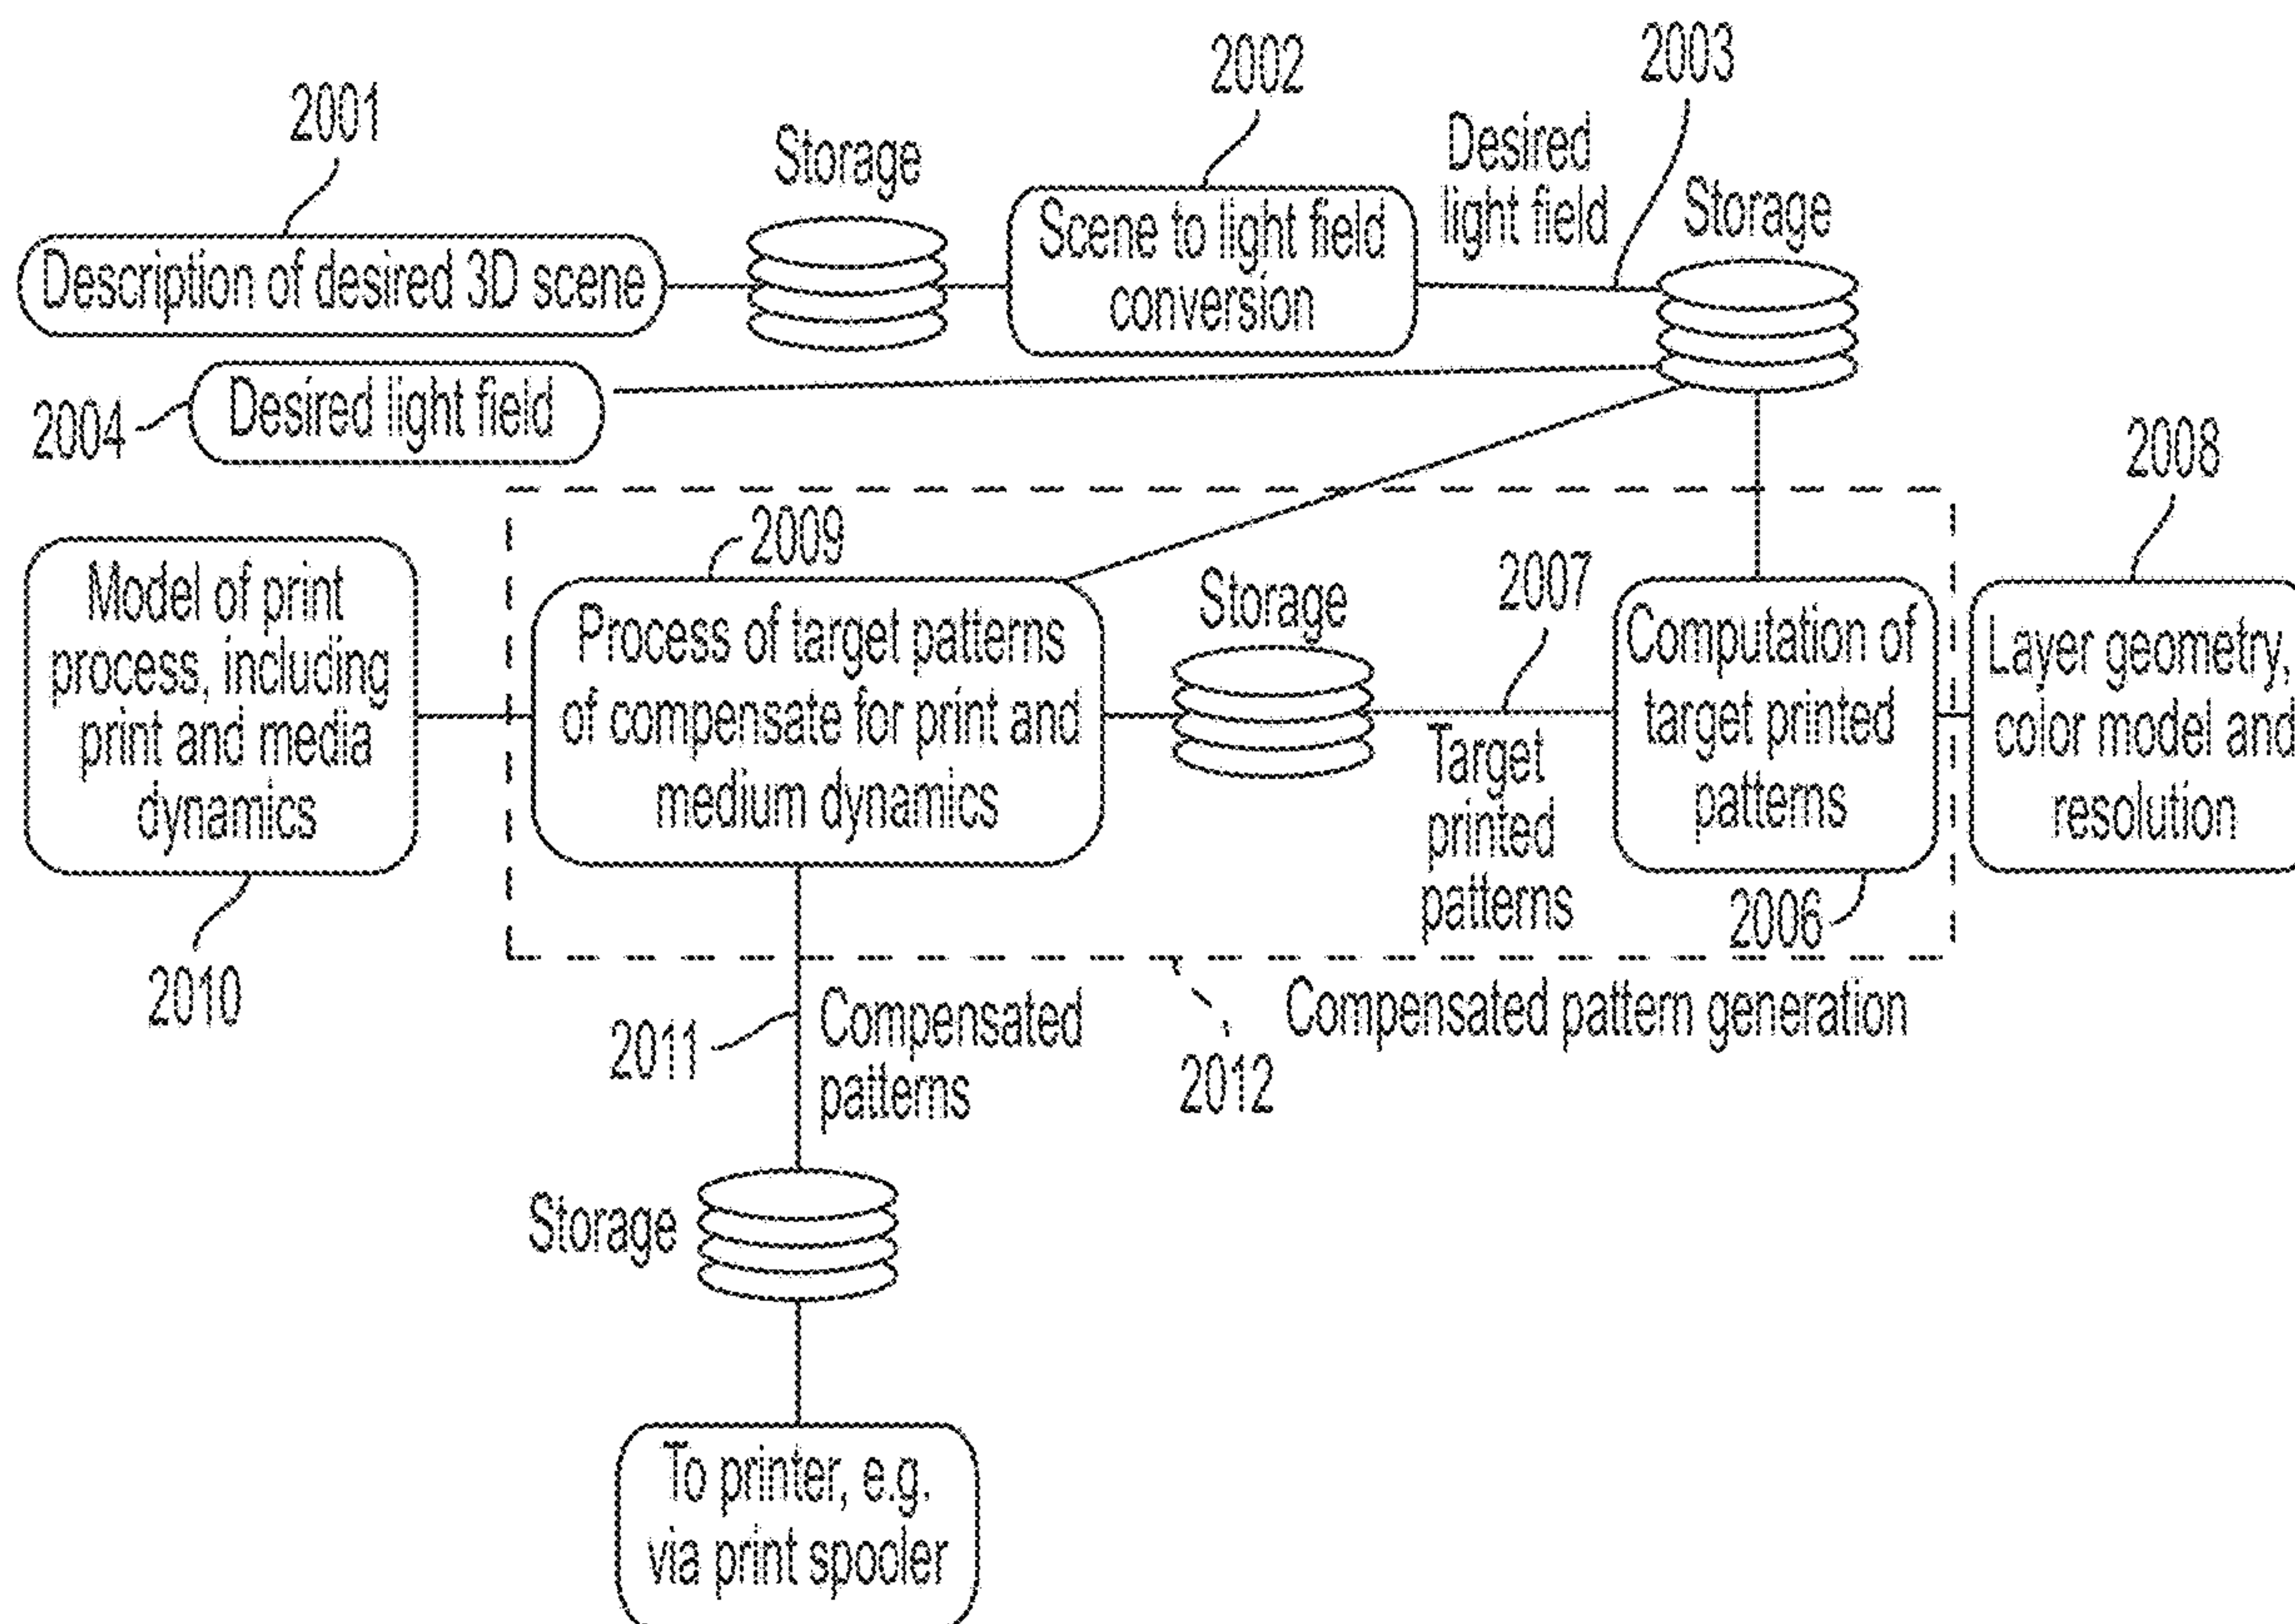 2001
2002
2003
Storage
Desired
light field
Storage
Description of desired 3D scene
Scene to light field
conversion
2004
Desired light field
2008
2009
Model of print
process, including
print and media
dynamics
2010
Process of target patterns
of compensate for print and
medium dynamics
Storage
2007
Target
printed
patterns
Computation of
target printed
patterns
2006
Layer geometry,
color model and
resolution
2011
Compensated
patterns
2012
Compensated pattern generation
Storage
To printer, e.g.
via print spooler